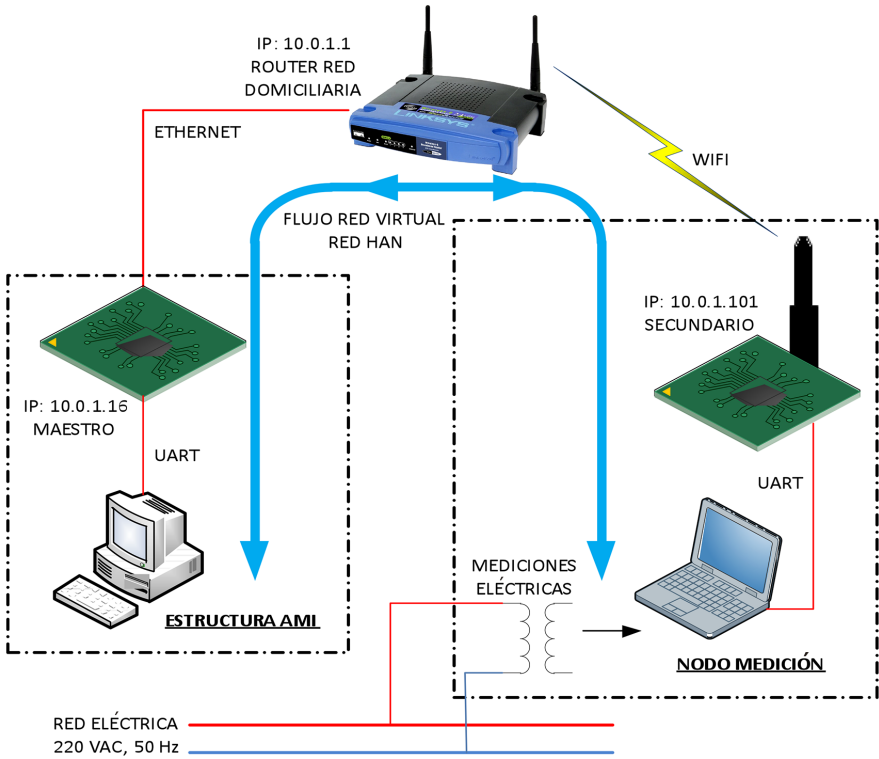 IP: 10.0.1.1
ROUTER RED
DOMICILIARIA
ETHERNET
LINKSYS
WIFI
FLUJO RED VIRTUAL
RED HAN
IP: 10.0.1.101
SECUNDARIO
IP: 10.0.1.16
MAESTRO
UART
UART
MEDICIONES
ELÉCTRICAS
ESTRUCTURA AMI
NODO MEDICIÓN
RED ELÉCTRICA
220 VAC, 50 Hz